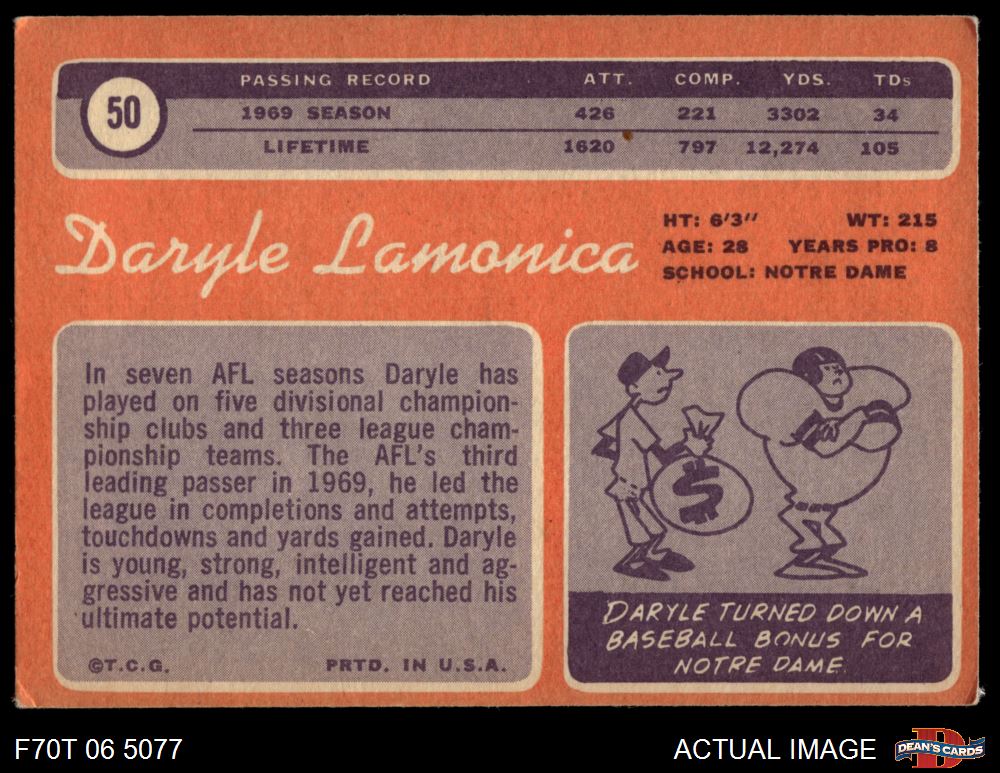 50
PASSING RECORD ATT. COMP. YDS. TDs
1969 SEASON 426 221 3302 34
LIFETIME 1620 797 12,274 105
Daryle Lamonica
HT: 6'3" WT: 215
AGE: 28 YEARS PRO: 8
SCHOOL: NOTRE DAME
In seven AFL seasons Daryle has
played on five divisional champion-
ship clubs and three league cham-
pionship teams. The AFL's third
leading passer in 1969, he led the
league in completions and attempts,
touchdowns and yards gained. Daryle
is young, strong, intelligent and ag-
gressive and has not yet reached his
ultimate potential.
©T.C.G. PRTD. IN U.S.A.
$
DARYLE TURNED DOWN A
BASEBALL BONUS FOR
NOTRE DAME.
F70T 06 5077 ACTUAL IMAGE
D
DEAN'S CARDS